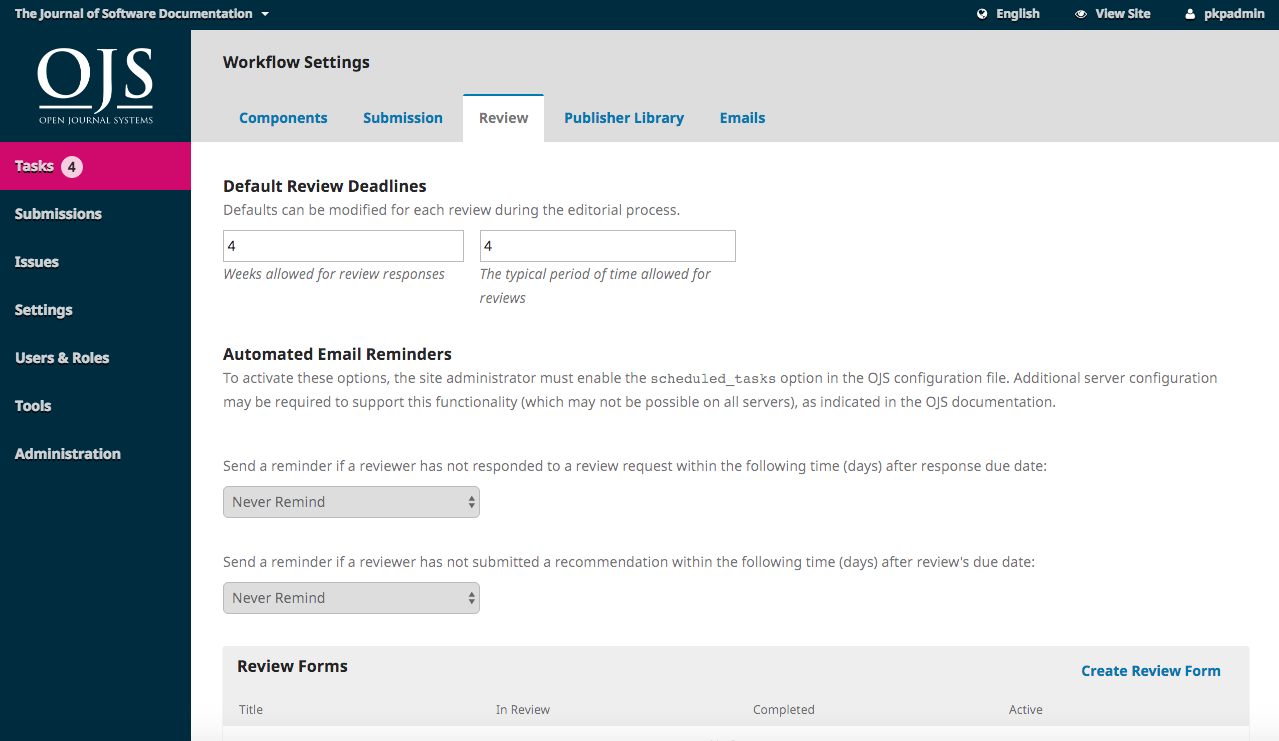 The Journal of Software Documentation
English
View Site
pkpadmin
OJS
OPEN JOURNAL SYSTEMS
Tasks 4
Submissions
Issues
Settings
Users & Roles
Tools
Administration
Workflow Settings
Components
Submission
Review
Publisher Library
Emails
Default Review Deadlines
Defaults can be modified for each review during the editorial process.
4
Weeks allowed for review responses
4
The typical period of time allowed for
reviews
Automated Email Reminders
To activate these options, the site administrator must enable the scheduled_tasks option in the OJS configuration file. Additional server configuration
may be required to support this functionality (which may not be possible on all servers), as indicated in the OJS documentation.
Send a reminder if a reviewer has not responded to a review request within the following time (days) after response due date:
Never Remind
Send a reminder if a reviewer has not submitted a recommendation within the following time (days) after review's due date:
Never Remind
Review Forms
Create Review Form
Title
In Review
Completed
Active